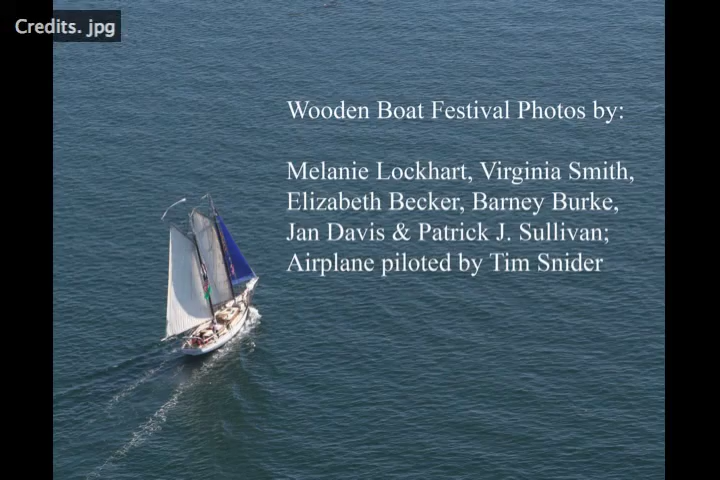 Credits. jpg
Wooden Boat Festival Photos by:
Melanie Lockhart, Virginia Smith,
Elizabeth Becker, Barney Burke,
Jan Davis & Patrick J. Sullivan;
Airplane piloted by Tim Snider